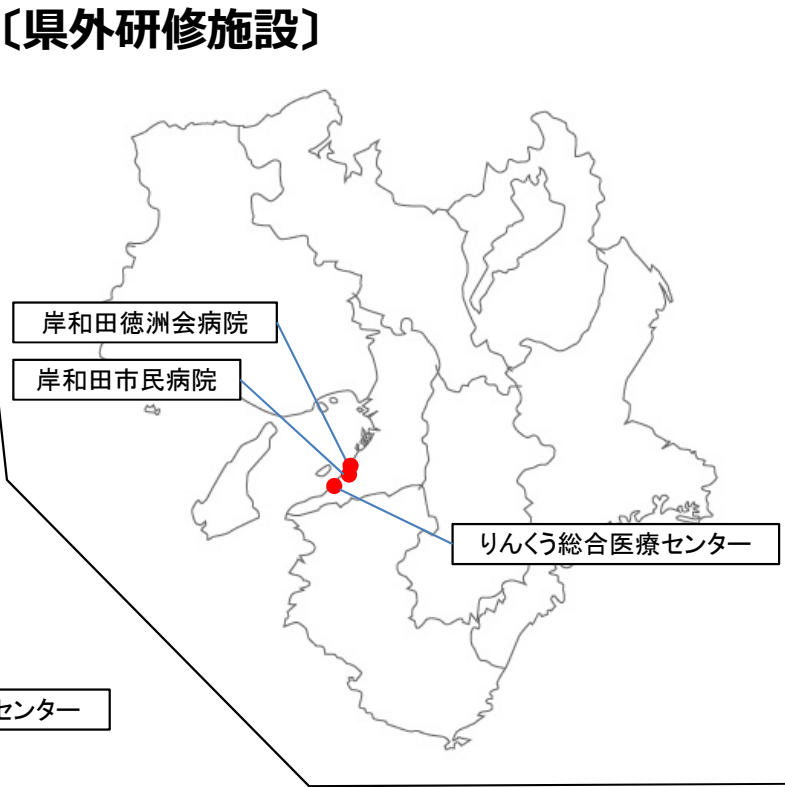 〔県外研修施設〕
岸和田徳洲会病院
岸和田市民病院
りんくう総合医療センター
センター